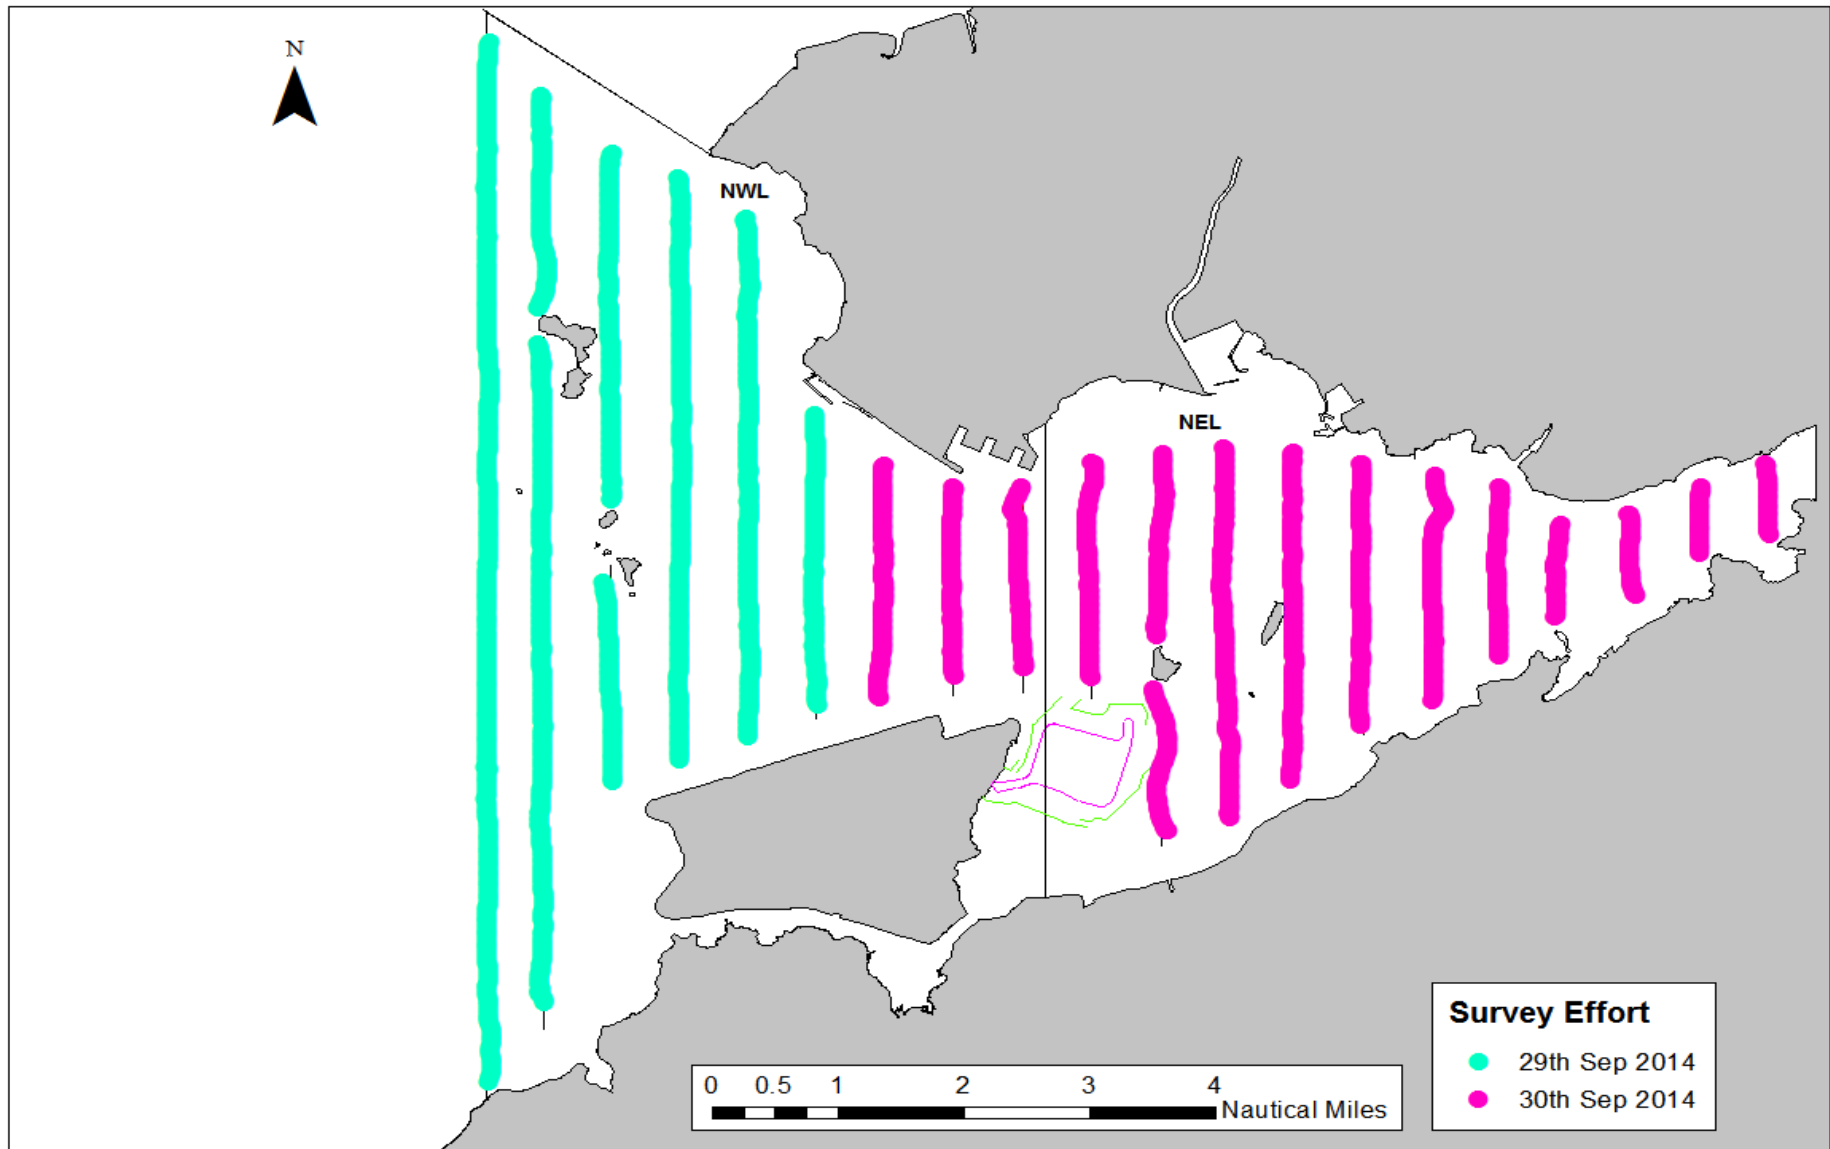 N
NWL
NEL
Survey Effort
29th Sep 2014
30th Sep 2014
0 0.5 1 2 3 4
Nautical Miles